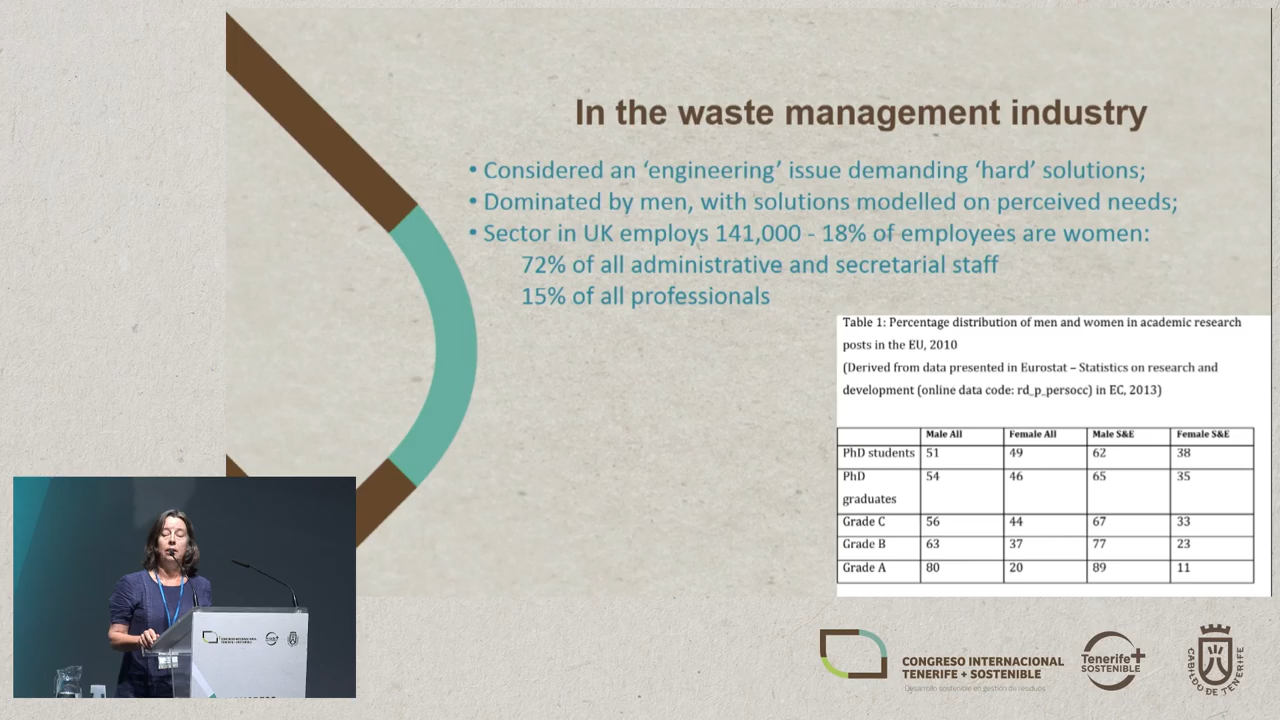 In the waste management industry
• Considered an ‘engineering’ issue demanding ‘hard’ solutions;
• Dominated by men, with solutions modelled on perceived needs;
• Sector in UK employs 141,000 - 18% of employees are women:
72% of all administrative and secretarial staff
15% of all professionals
Table 1: Percentage distribution of men and women in academic research
posts in the EU, 2010
(Derived from data presented in Eurostat – Statistics on research and
development (online data code: rd_p_persocc) in EC, 2013)
Male All Female All Male S&E Female S&E
PhD students 51 49 62 38
PhD
graduates 54 46 65 35
Grade C 56 44 67 33
Grade B 63 37 77 23
Grade A 80 20 89 11
CONGRESO INTERNACIONAL
TENERIFE + SOSTENIBLE
CONGRESO INTERNACIONAL
TENERIFE + SOSTENIBLE
Desarrollo sostenible en gestión de residuos
Tenerife+
SOSTENIBLE
CABILDO DE TENERIFE